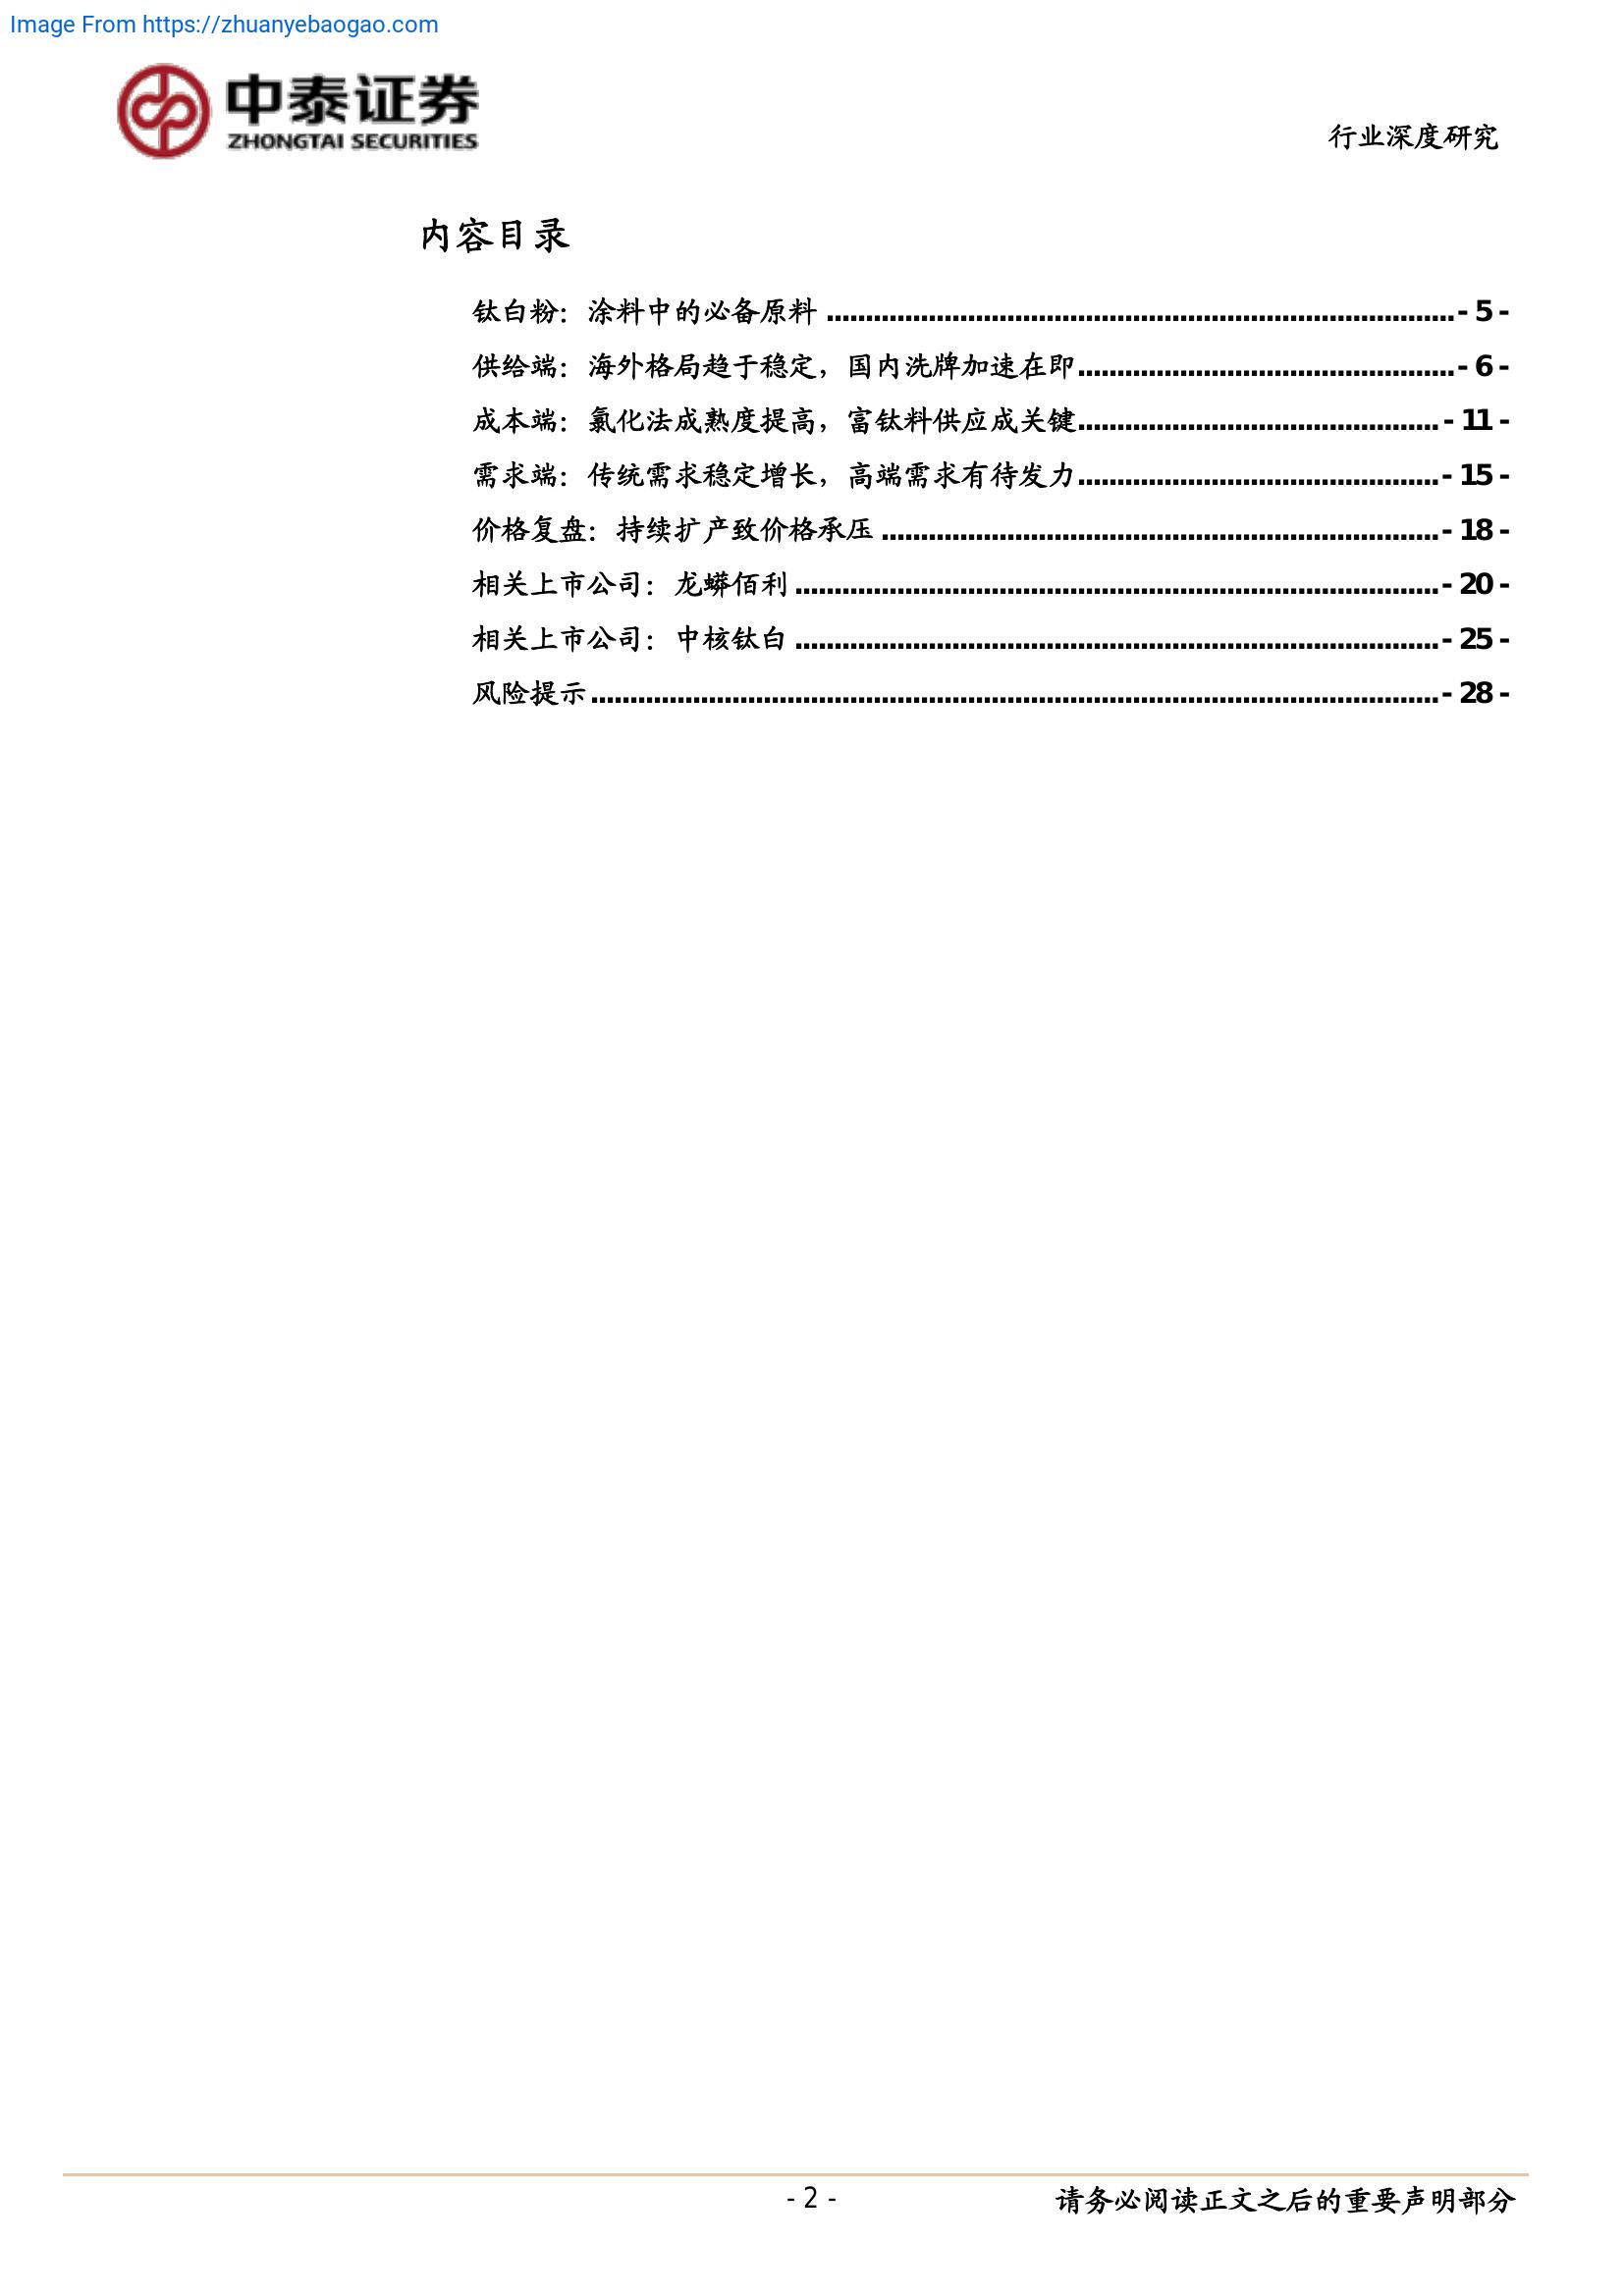 Image From https://zhuanyebaogao.com
中泰证券
ZHONGTAI SECURITIES
行业深度研究
内容目录
钛白粉：涂料中的必备原料 ................................................................................ - 5 -
供给端：海外格局趋于稳定，国内洗牌加速在即 ................................................ - 6 -
成本端：氯化法成熟度提高，富钛料供应成关键 .............................................. - 11 -
需求端：传统需求稳定增长，高端需求有待发力 .............................................. - 15 -
价格复盘：持续扩产致价格承压 ....................................................................... - 18 -
相关上市公司：龙蟒佰利 .................................................................................. - 20 -
相关上市公司：中核钛白 .................................................................................. - 25 -
风险提示 ............................................................................................................ - 28 -
- 2 -
请务必阅读正文之后的重要声明部分